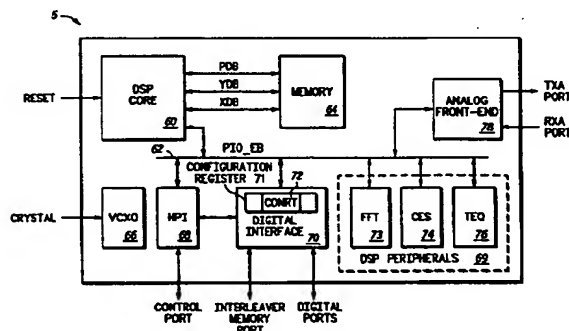 5
DSP
CORE
60
PDB
YDB
XDB
MEMORY
64
RESET
ANALOG
FRONT-END
78
TXA
PORT
RXA
PORT
62
PIO_EB
CONFIGURATION
REGISTER 71
72
CRYSTAL
VCXO
66
HPI
68
CONRT
DIGITAL
INTERFACE
70
FFT
73
CES
74
TEQ
76
DSP PERIPHERALS
69
CONTROL
PORT
INTERLEAVER
MEMORY
PORT
DIGITAL
PORTS